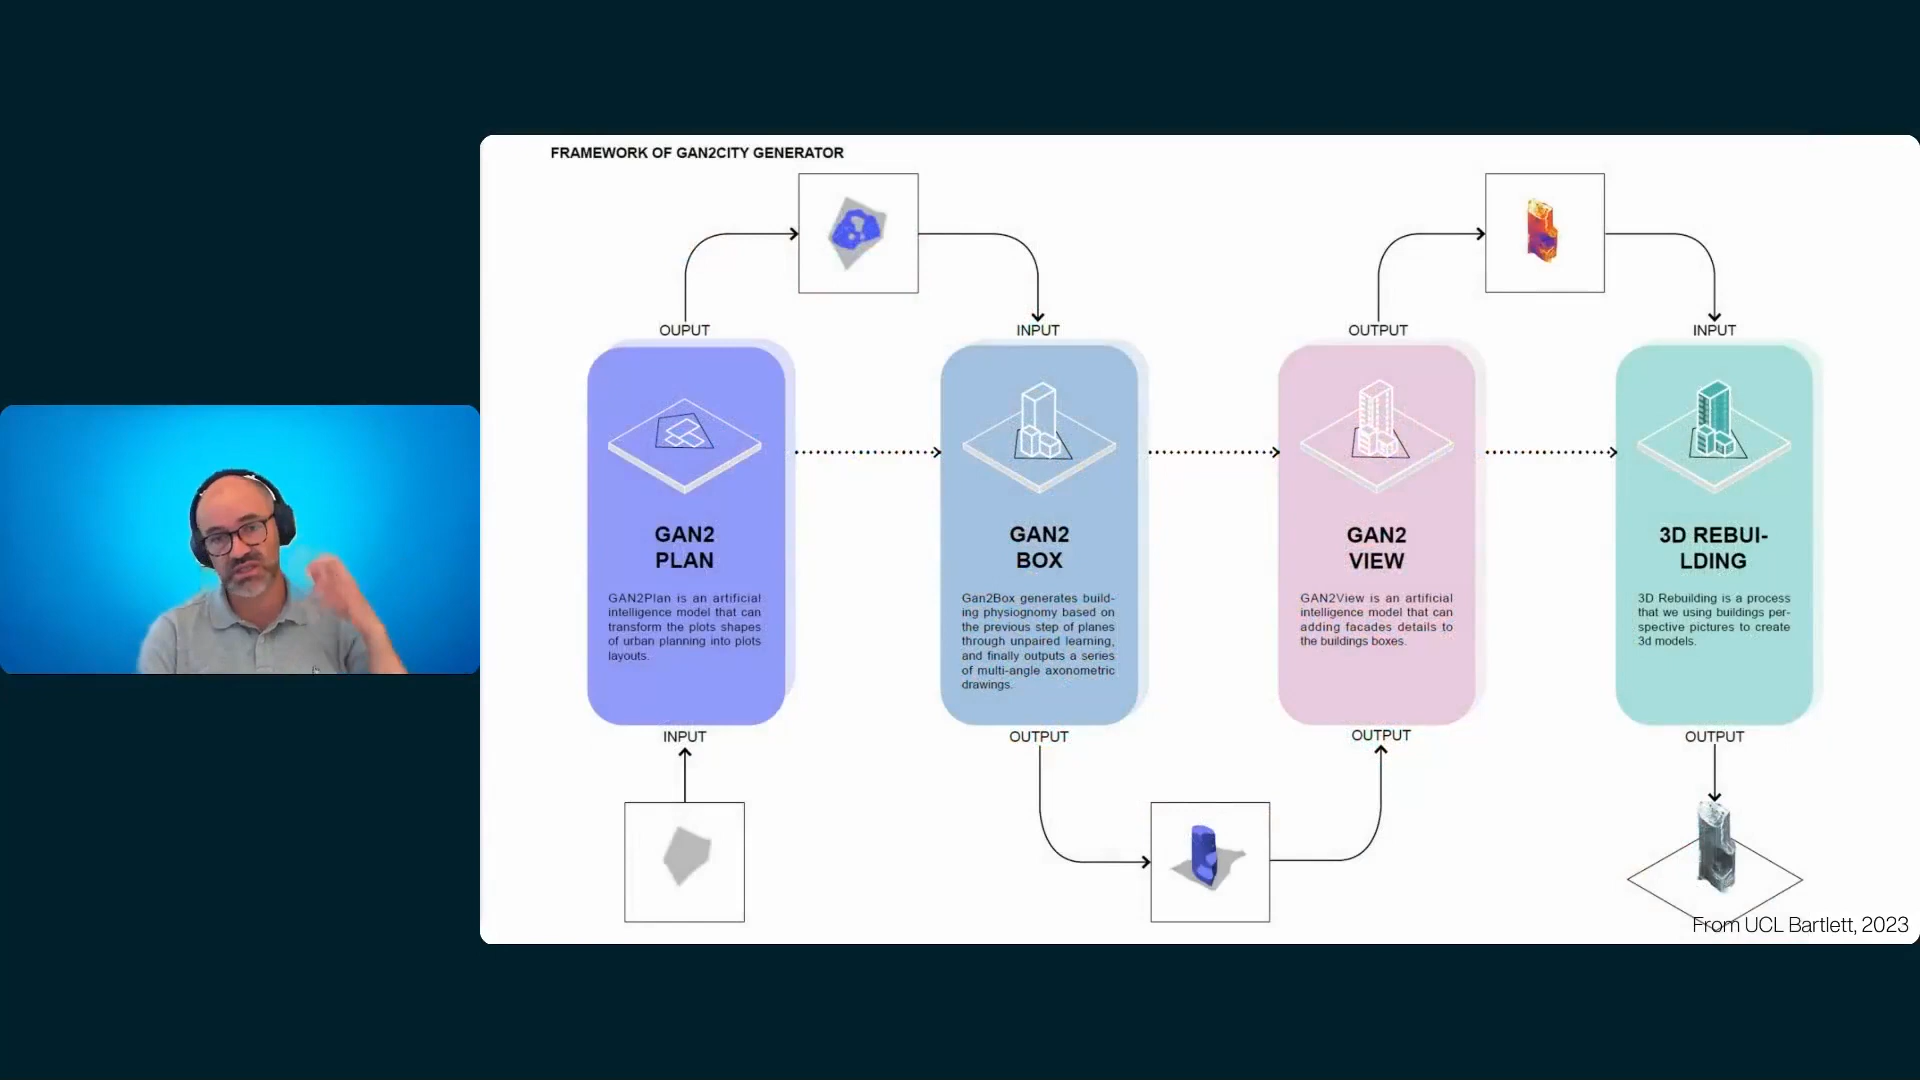 FRAMEWORK OF GAN2CITY GENERATOR
OUPUT
INPUT
OUTPUT
INPUT
GAN2
PLAN
GAN2Plan is an artificial
intelligence model that can
transform the plots shapes
of urban planning into plots
layouts.
INPUT
GAN2
BOX
Gan2Box generates build-
ing physiognomy based on
the previous step of planes
through unpaired learning,
and finally outputs a series
of multi-angle axonometric
drawings.
OUTPUT
GAN2
VIEW
GAN2View is an artificial
intelligence model that can
adding facades details to
the buildings boxes.
OUTPUT
3D REBUI-
LDING
3D Rebuilding is a process
that we using buildings per-
spective pictures to create
3d models.
OUTPUT
From UCL Bartlett, 2023